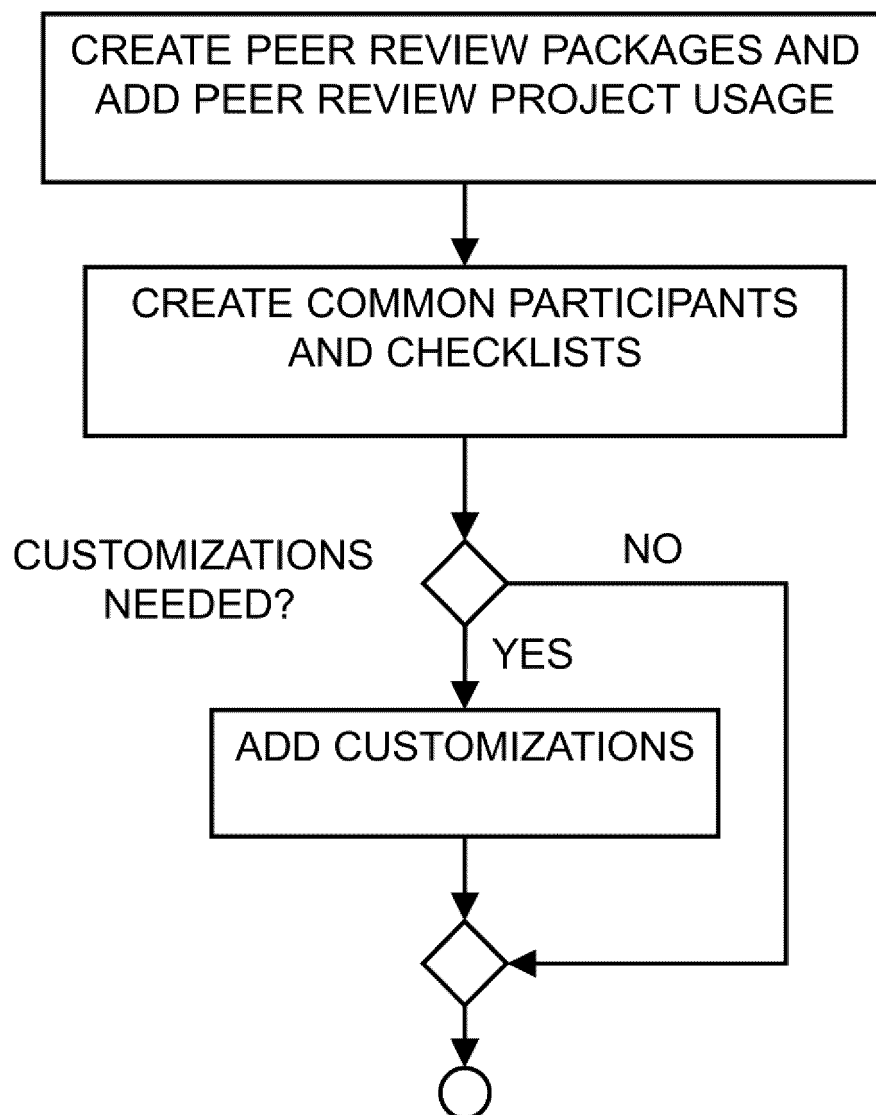 CREATE PEER REVIEW PACKAGES AND
ADD PEER REVIEW PROJECT USAGE
CREATE COMMON PARTICIPANTS
AND CHECKLISTS
CUSTOMIZATIONS
NEEDED?
NO
YES
ADD CUSTOMIZATIONS